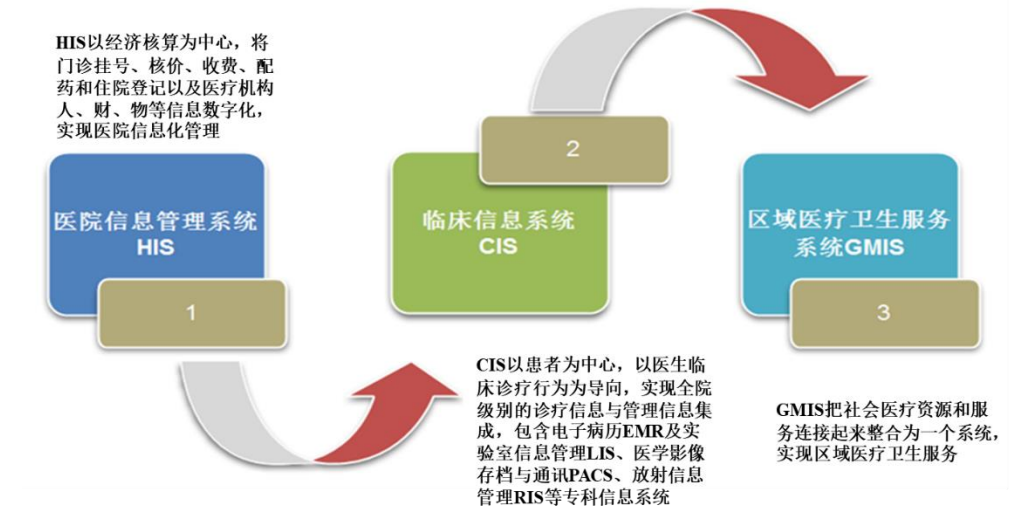 HIS以经济核算为中心，将
门诊挂号、核价、收费、配
药和住院登记以及医疗机构
人、财、物等信息数字化，
实现医院信息化管理
医院信息管理系统
HIS
1
2
临床信息系统
CIS
CIS以患者为中心，以医生临
床诊疗行为为导向，实现全院
级别的诊疗信息与管理信息集
成，包含电子病历EMR及实
验室信息管理LIS、医学影像
存档与通讯PACS、放射信息
管理RIS等专科信息系统
区域医疗卫生服务
系统GMIS
3
GMIS把社会医疗资源和服
务连接起来整合为一个系统，
实现区域医疗卫生服务